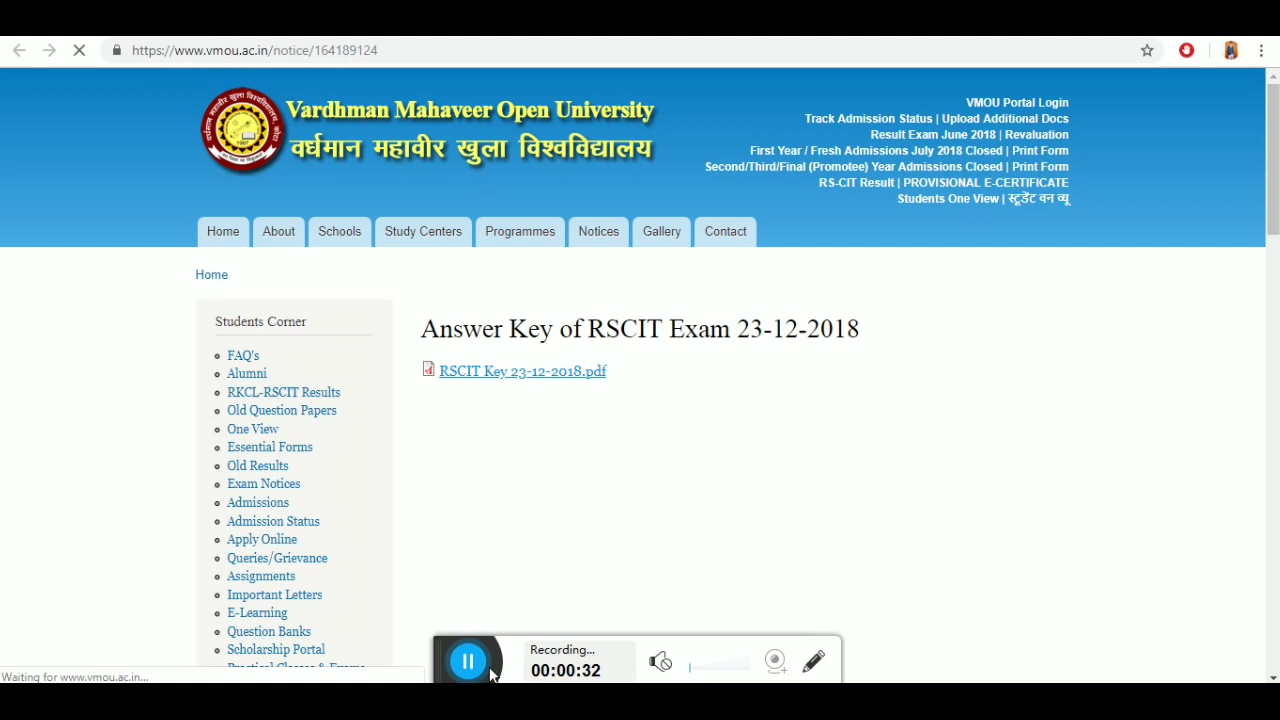 https://www.vmou.ac.in/notice/164189124
Vardhman Mahaveer Open University
वर्धमान महावीर खुला विश्वविद्यालय
VMOU Portal Login
Track Admission Status | Upload Additional Docs
Result Exam June 2018 | Revaluation
First Year / Fresh Admissions July 2018 Closed | Print Form
Second/Third/Final (Promotee) Year Admissions Closed | Print Form
RS-CIT Result | PROVISIONAL E-CERTIFICATE
Students One View | स्टूडेंट वन व्यू
Home About Schools Study Centers Programmes Notices Gallery Contact
Home
Students Corner
FAQ's
Alumni
RKCL-RSCIT Results
Old Question Papers
One View
Essential Forms
Old Results
Exam Notices
Admissions
Admission Status
Apply Online
Queries/Grievance
Assignments
Important Letters
E-Learning
Question Banks
Scholarship Portal
Practical Classes & Exams
Answer Key of RSCIT Exam 23-12-2018
RSCIT Key 23-12-2018.pdf
Recording...
00:00:32
Waiting for www.vmou.ac.in...